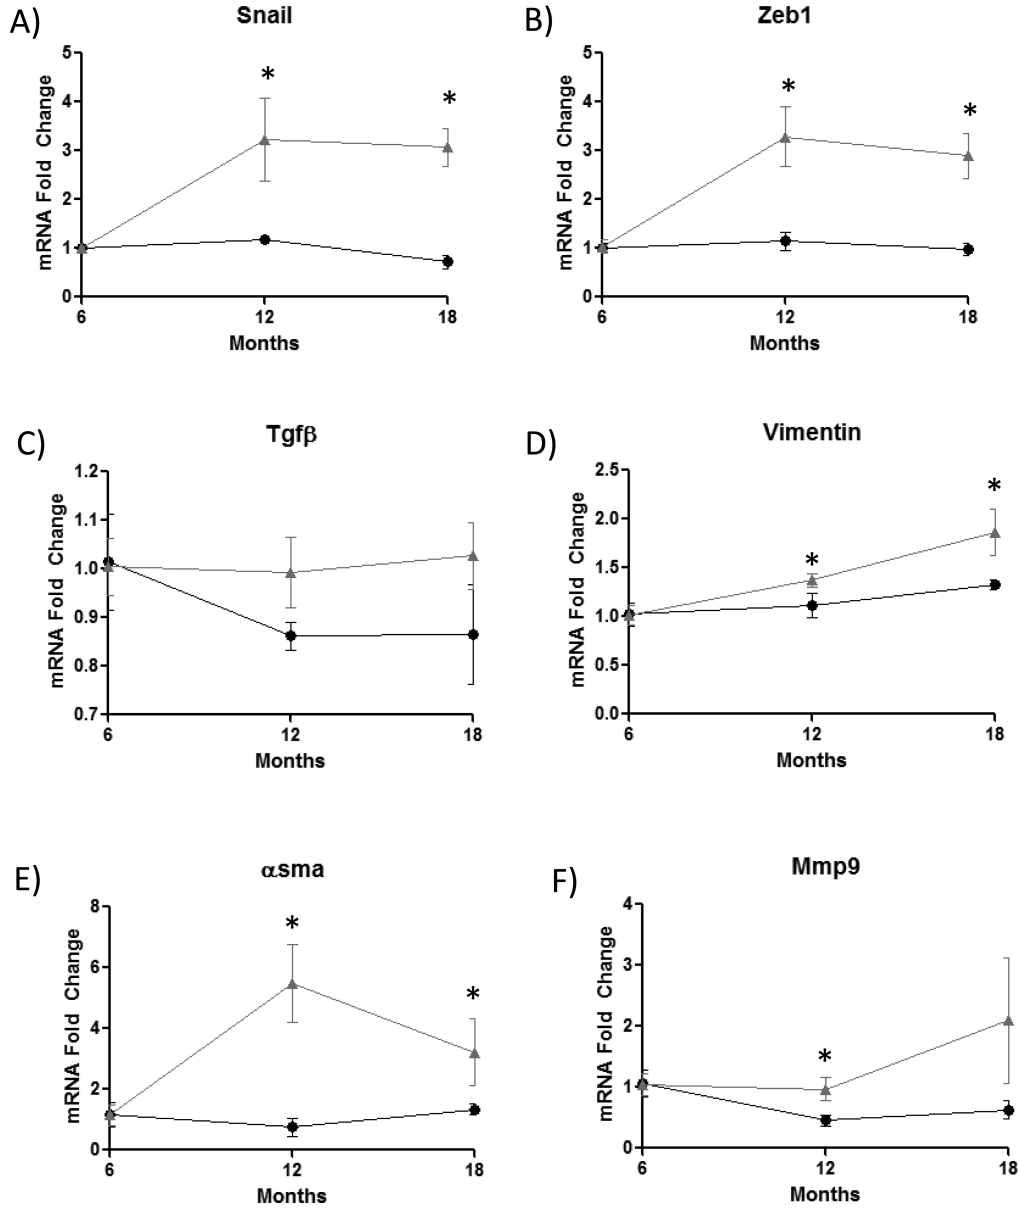 A)
Snail
mRNA Fold Change
5
4
3
2
1
0
*
*
6
12
18
Months
B)
Zeb1
mRNA Fold Change
5
4
3
2
1
0
*
*
6
12
18
Months
C)
Tgfβ
mRNA Fold Change
1.2
1.1
1.0
0.9
0.8
0.7
6
12
18
Months
D)
Vimentin
mRNA Fold Change
2.5
2.0
1.5
1.0
0.5
0.0
*
*
6
12
18
Months
E)
αsma
mRNA Fold Change
8
6
4
2
0
*
*
6
12
18
Months
F)
Mmp9
mRNA Fold Change
4
3
2
1
0
*
6
12
18
Months